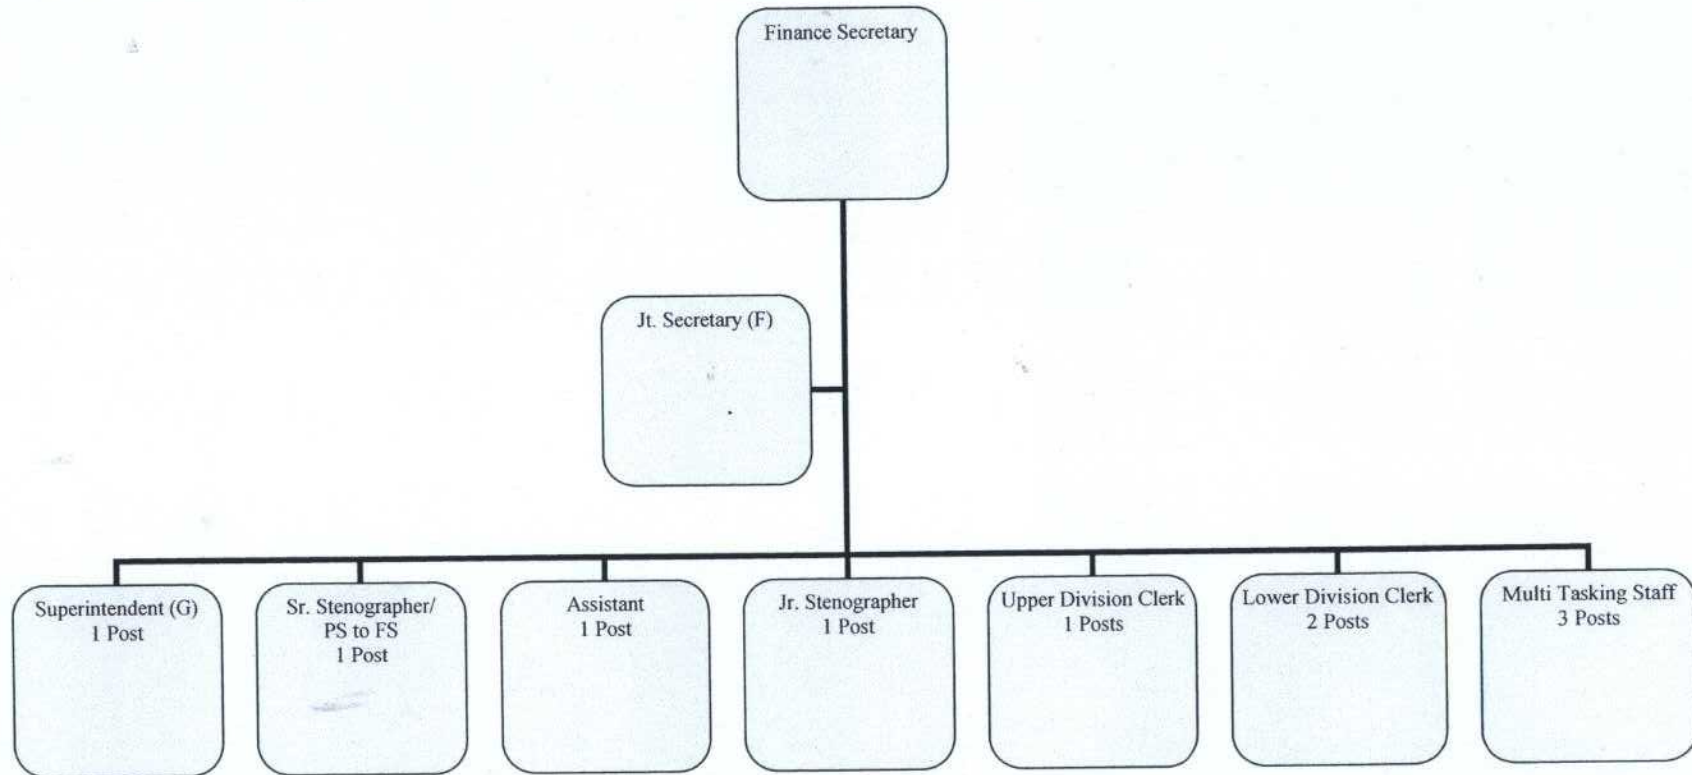 Finance Secretary
Jt. Secretary (F)
Superintendent (G)
1 Post
Sr. Stenographer/
PS to FS
1 Post
Assistant
1 Post
Jr. Stenographer
1 Post
Upper Division Clerk
1 Posts
Lower Division Clerk
2 Posts
Multi Tasking Staff
3 Posts